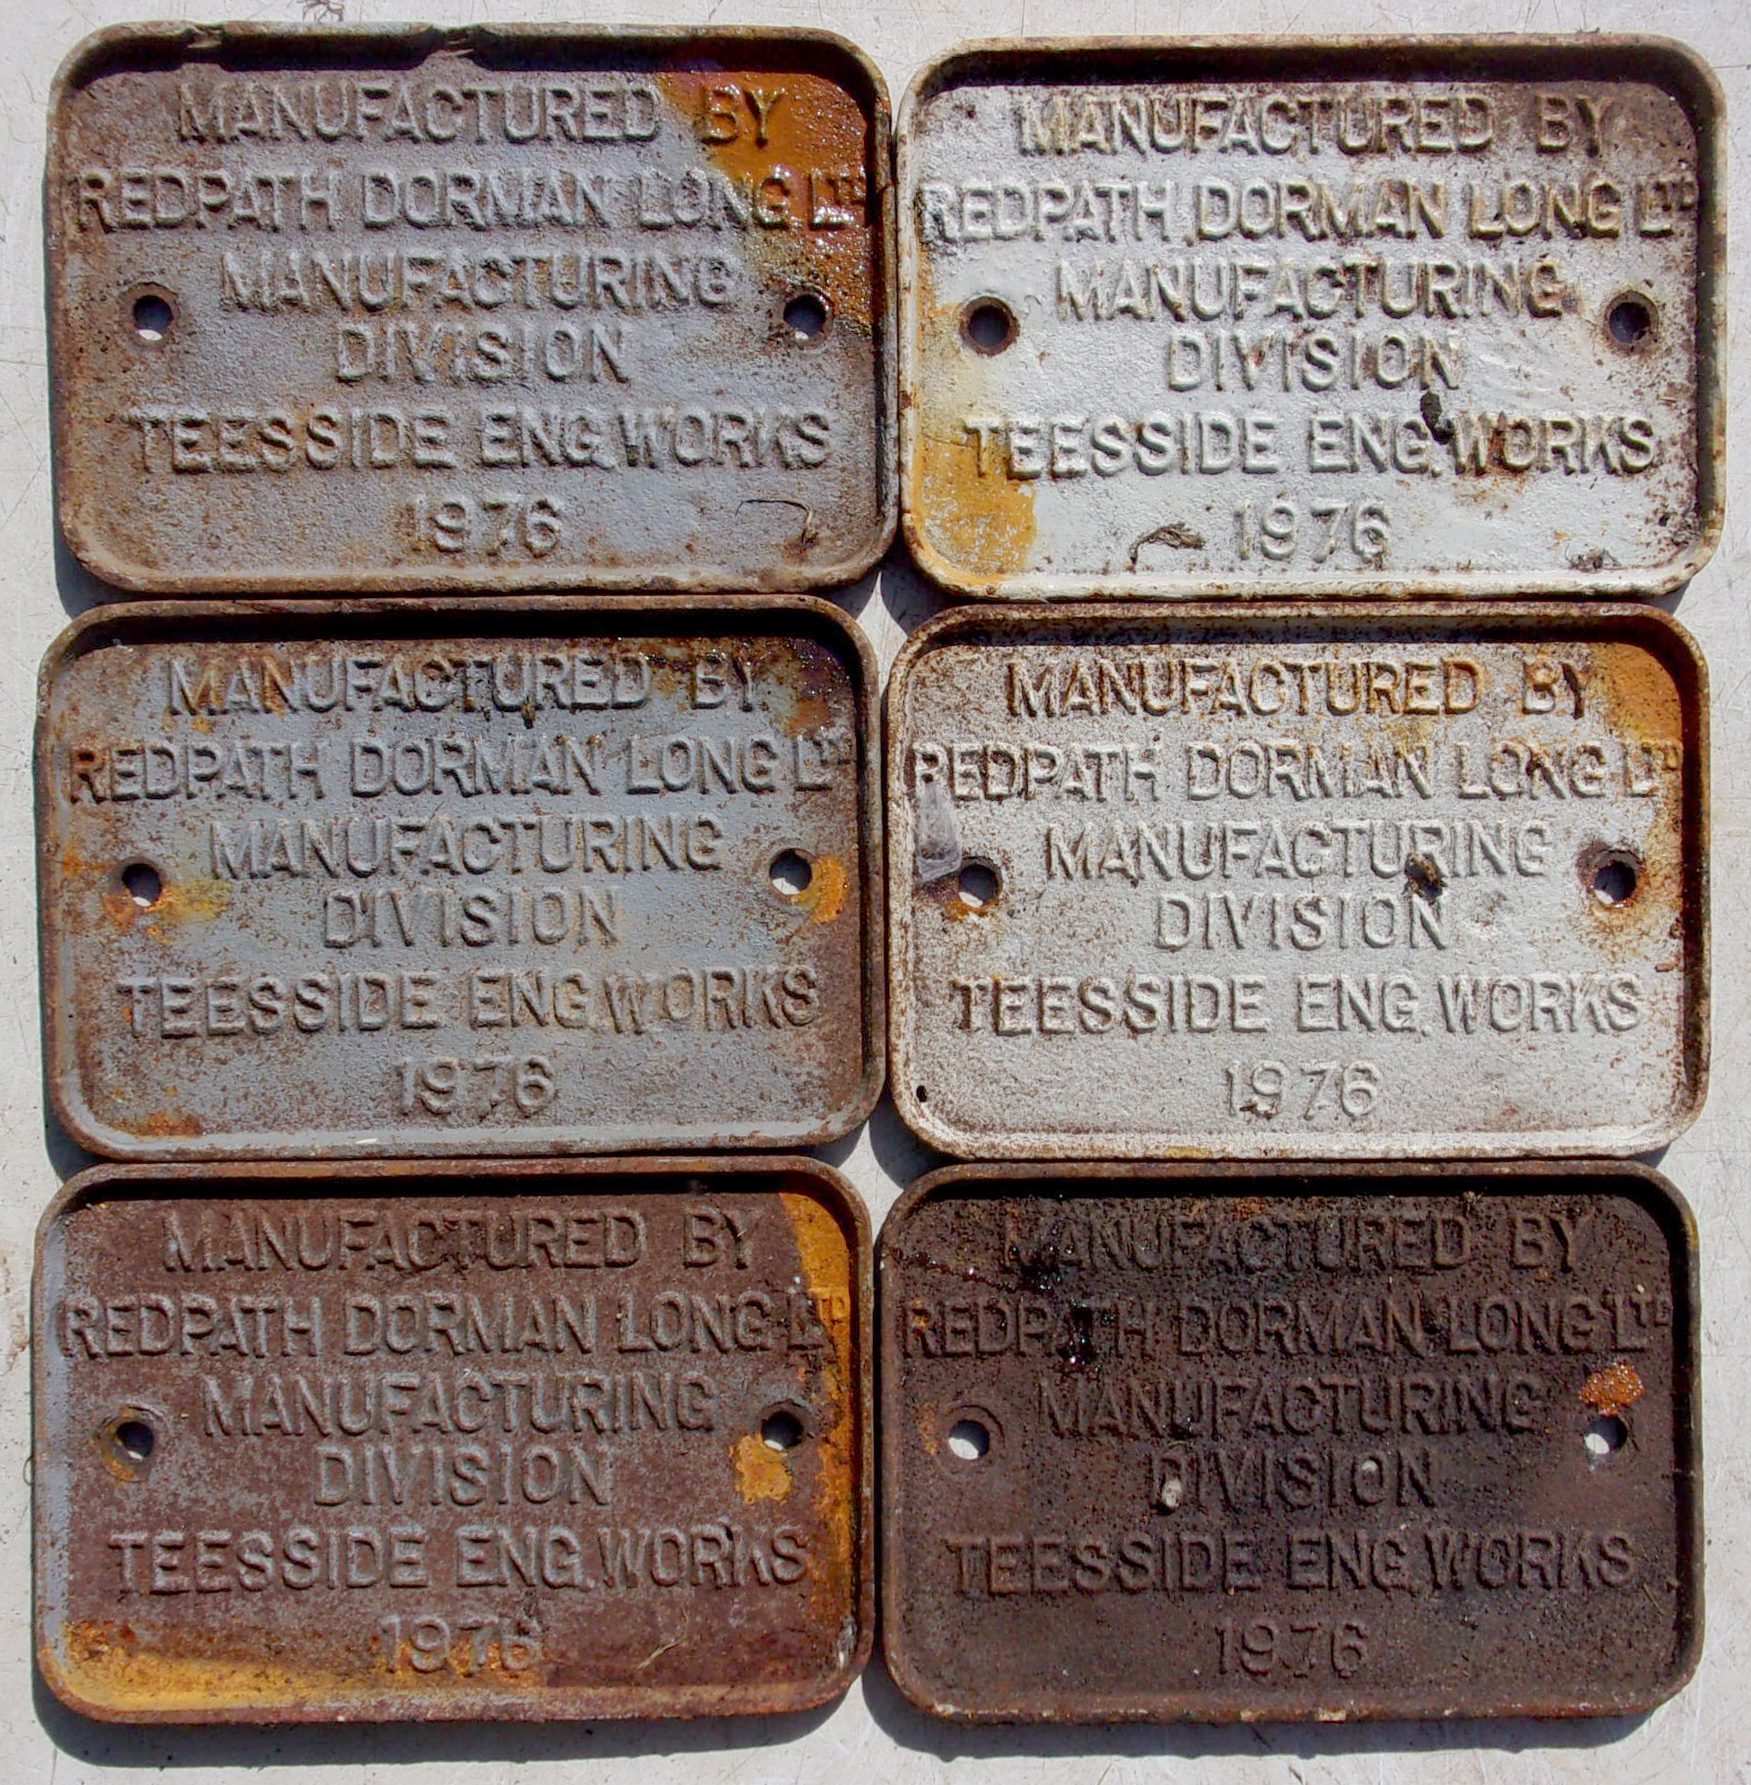 MANUFACTURED BY
REDPATH DORMAN LONG LTD
MANUFACTURING
DIVISION
TEESSIDE ENG. WORKS
1976
MANUFACTURED BY
REDPATH DORMAN LONG LTD
MANUFACTURING
DIVISION
TEESSIDE ENG. WORKS
1976
MANUFACTURED BY
REDPATH DORMAN LONG LTD
MANUFACTURING
DIVISION
TEESSIDE ENG. WORKS
1976
MANUFACTURED BY
REDPATH DORMAN LONG LTD
MANUFACTURING
DIVISION
TEESSIDE ENG. WORKS
1976
MANUFACTURED BY
REDPATH DORMAN LONG LTD
MANUFACTURING
DIVISION
TEESSIDE ENG. WORKS
1976
MANUFACTURED BY
REDPATH DORMAN LONG LTD
MANUFACTURING
DIVISION
TEESSIDE ENG. WORKS
1976